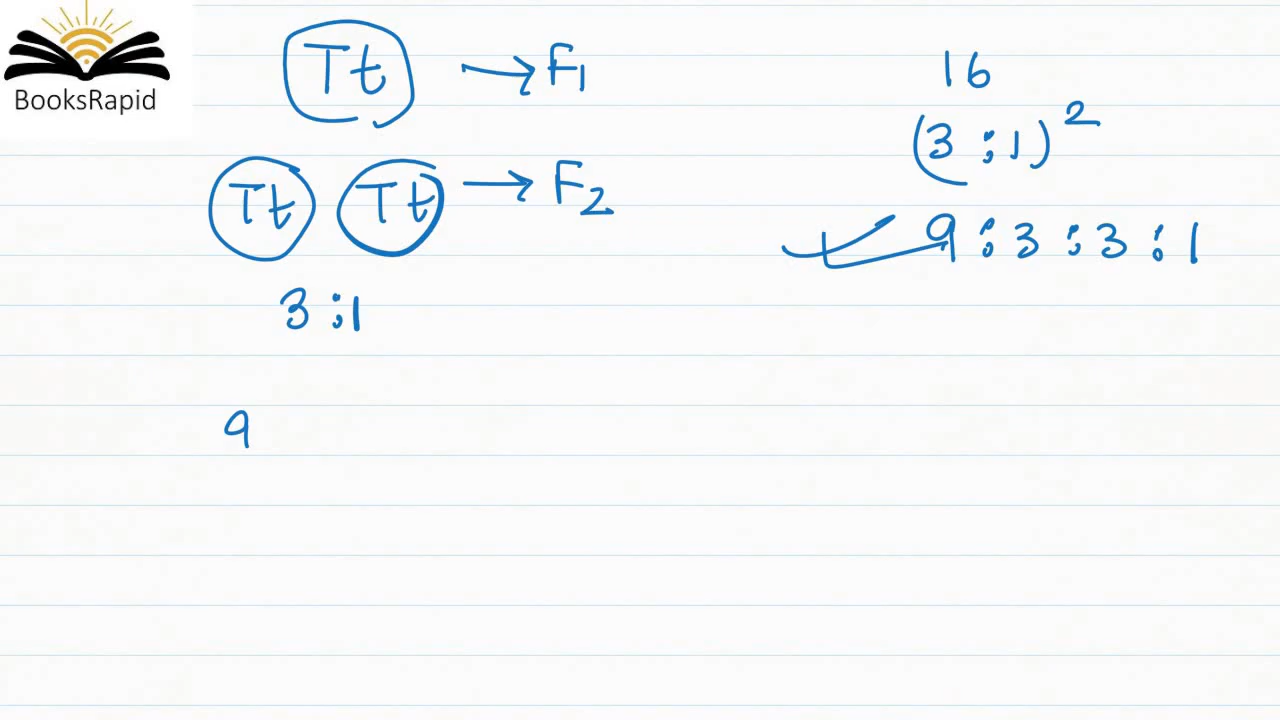 BooksRapid
Tt → F1
Tt Tt → F2
3 : 1
9
16
(3 : 1)²
9 : 3 : 3 : 1